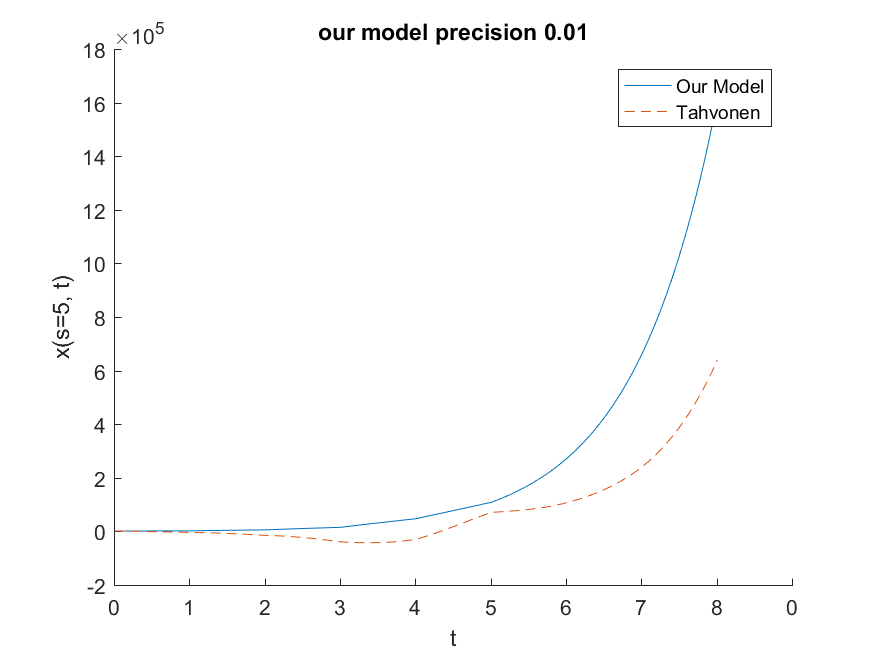 our model precision 0.01
×10^5
18
16
14
12
10
8
6
4
2
0
-2
x(s=5, t)
Our Model
Tahvonen
0 1 2 3 4 5 6 7 8 0
t